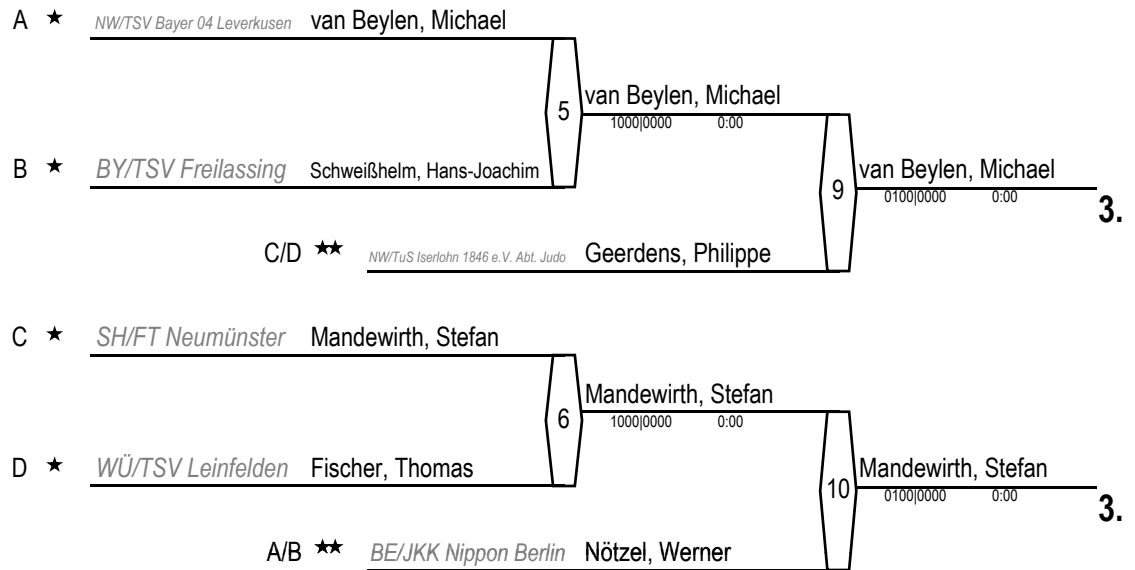 A ★ NW/TSV Bayer 04 Leverkusen van Beylen, Michael
5 van Beylen, Michael
1000|0000 0:00
B ★ BY/TSV Freilassing Schweißhelm, Hans-Joachim
9 van Beylen, Michael
0100|0000 0:00
3.
C/D ★★ NW/TuS Iserlohn 1846 e.V. Abt. Judo Geerdens, Philippe
C ★ SH/FT Neumünster Mandewirth, Stefan
6 Mandewirth, Stefan
1000|0000 0:00
D ★ WÜ/TSV Leinfelden Fischer, Thomas
10 Mandewirth, Stefan
0100|0000 0:00
3.
A/B ★★ BE/JKK Nippon Berlin Nötzel, Werner